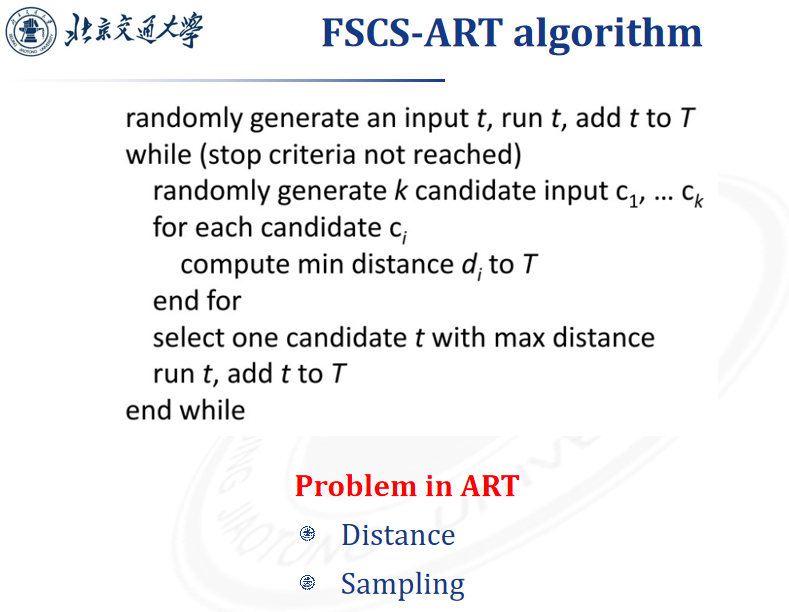 北京交通大学
FSCS-ART algorithm
randomly generate an input t, run t, add t to T
while (stop criteria not reached)
randomly generate k candidate input c1, ... ck
for each candidate ci
compute min distance di to T
end for
select one candidate t with max distance
run t, add t to T
end while
Problem in ART
Distance
Sampling